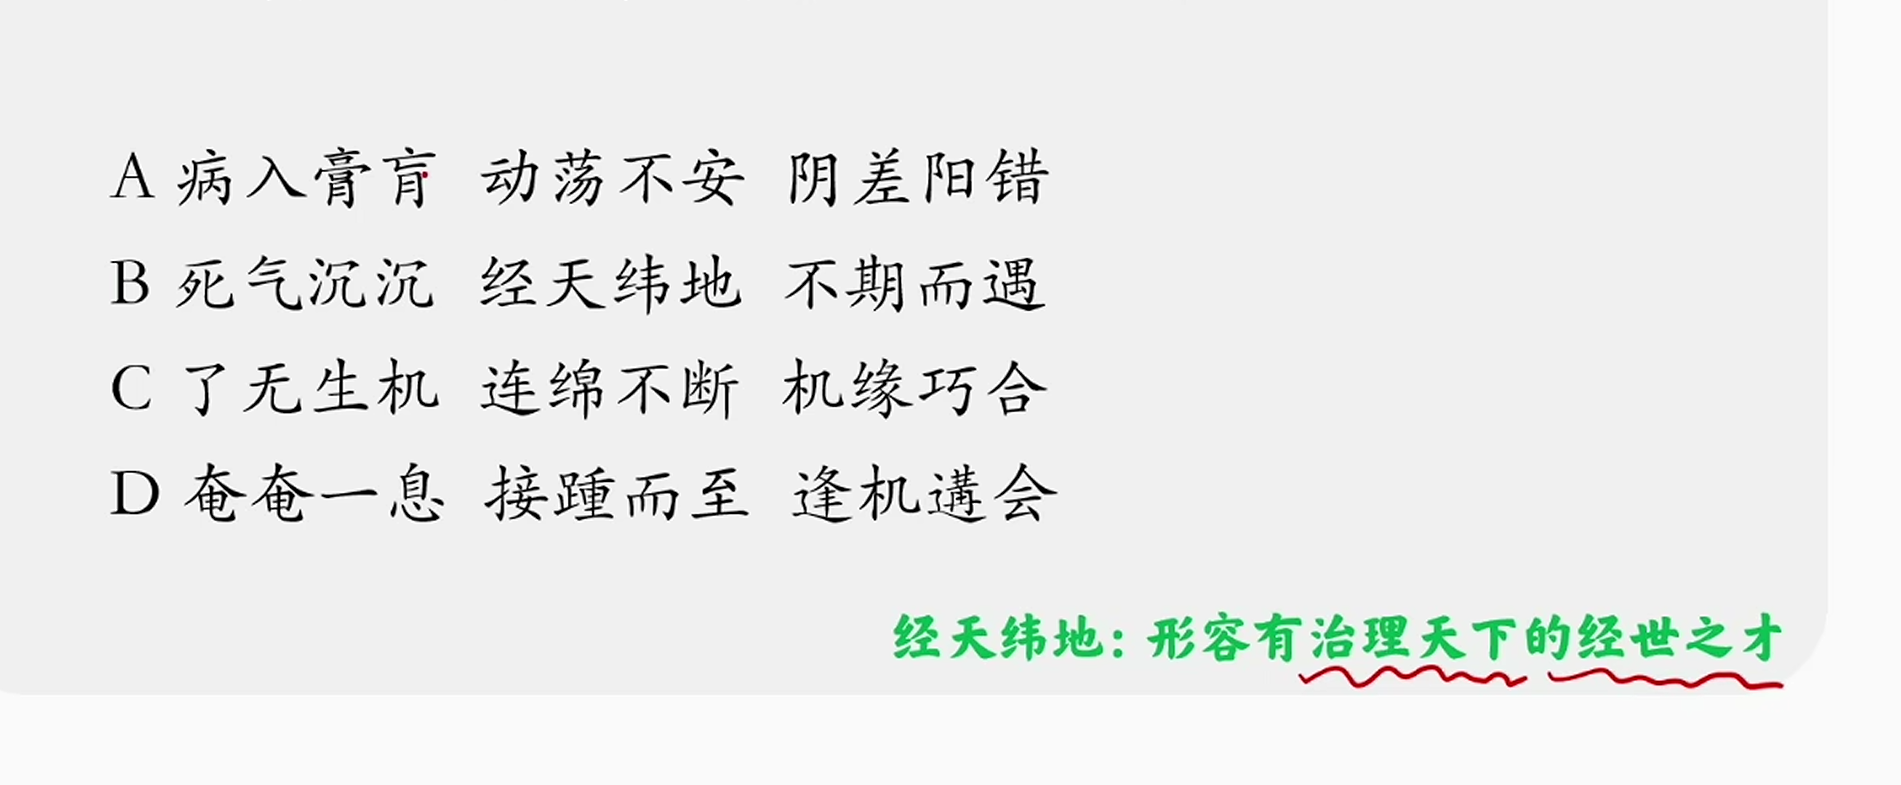 A 病入膏肓 动荡不安 阴差阳错
B 死气沉沉 经天纬地 不期而遇
C 了无生机 连绵不断 机缘巧合
D 奄奄一息 接踵而至 逢机遘会
经天纬地：形容有治理天下的经世之才